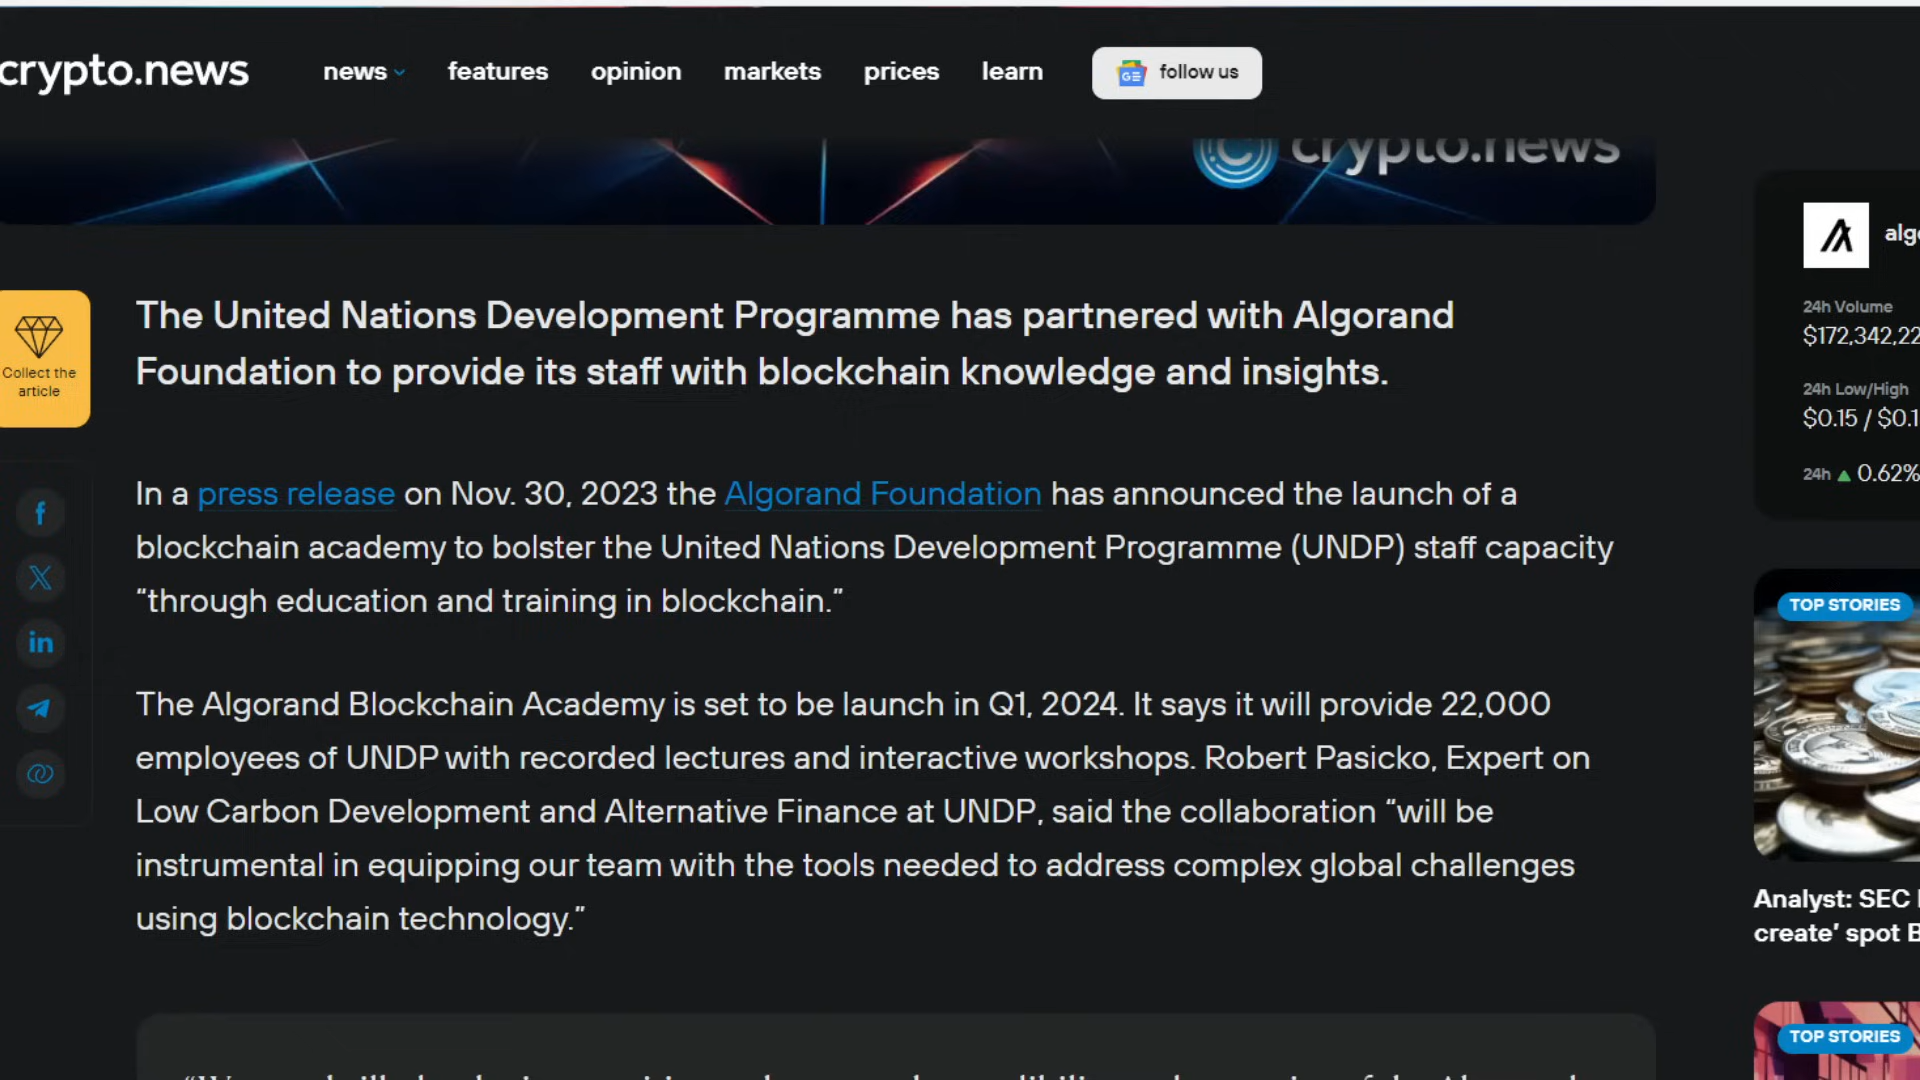 crypto.news
news features opinion markets prices learn
GE follow us
crypto.news
Collect the
article
The United Nations Development Programme has partnered with Algorand
Foundation to provide its staff with blockchain knowledge and insights.
In a press release on Nov. 30, 2023 the Algorand Foundation has announced the launch of a
blockchain academy to bolster the United Nations Development Programme (UNDP) staff capacity
“through education and training in blockchain.”
The Algorand Blockchain Academy is set to be launch in Q1, 2024. It says it will provide 22,000
employees of UNDP with recorded lectures and interactive workshops. Robert Pasicko, Expert on
Low Carbon Development and Alternative Finance at UNDP, said the collaboration “will be
instrumental in equipping our team with the tools needed to address complex global challenges
using blockchain technology.”
24h Volume
$172,342,22
24h Low/High
$0.15 / $0.1
24h 0.62%
TOP STORIES
Analyst: SEC
create’ spot
TOP STORIES